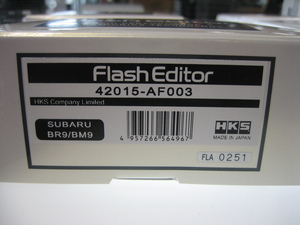 Flash Editor
42015-AF003
HKS Company Limited
SUBARU
BR9/BM9
4 957266 564967
HKS
MADE IN JAPAN
FLA 0251